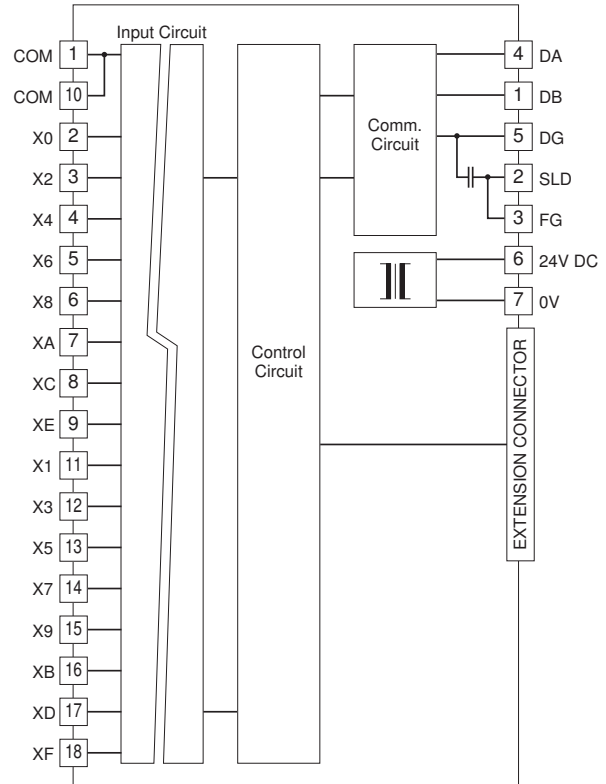 Input Circuit
COM 1
COM 10
X0 2
X2 3
X4 4
X6 5
X8 6
XA 7
XC 8
XE 9
X1 11
X3 12
X5 13
X7 14
X9 15
XB 16
XD 17
XF 18
Control
Circuit
Comm.
Circuit
4 DA
1 DB
5 DG
2 SLD
3 FG
6 24V DC
7 0V
EXTENSION CONNECTOR